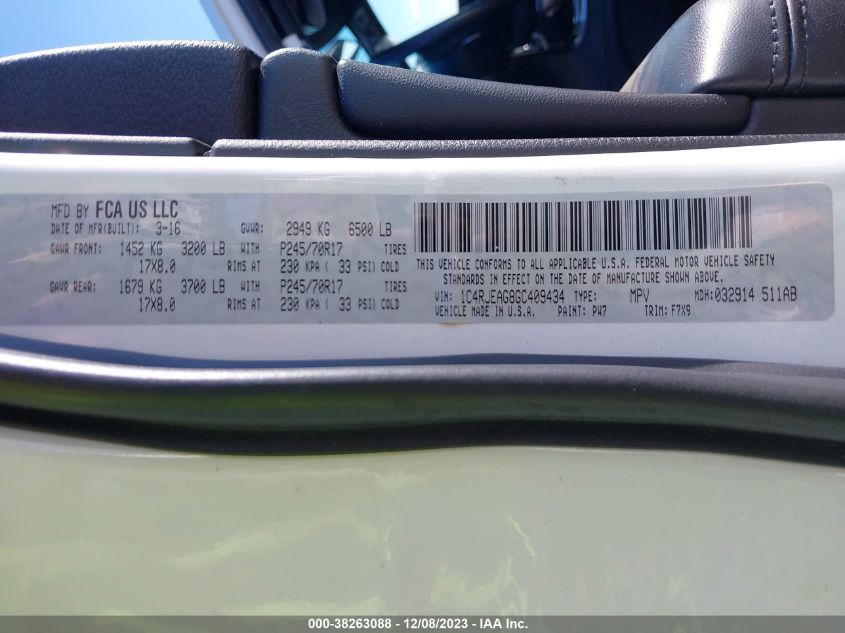 MFD BY FCA US LLC
DATE OF MFR(BUILT): 3-16 GVWR: 2949 KG 6500 LB
GAWR FRONT: 1452 KG 3200 LB WITH P245/70R17 TIRES
17X8.0 RIMS AT 230 KPA ( 33 PSI) COLD
GAWR REAR: 1679 KG 3700 LB WITH P245/70R17 TIRES
17X8.0 RIMS AT 230 KPA ( 33 PSI) COLD
THIS VEHICLE CONFORMS TO ALL APPLICABLE U.S.A. FEDERAL MOTOR VEHICLE SAFETY
STANDARDS IN EFFECT ON THE DATE OF MANUFACTURE SHOWN ABOVE.
VIN: 1C4RJEAG8GC409434 TYPE: MPV MDH:032914 511AB
VEHICLE MADE IN U.S.A. PAINT: PW7 TRIM: F7X9
000-38263088 - 12/08/2023 - IAA Inc.